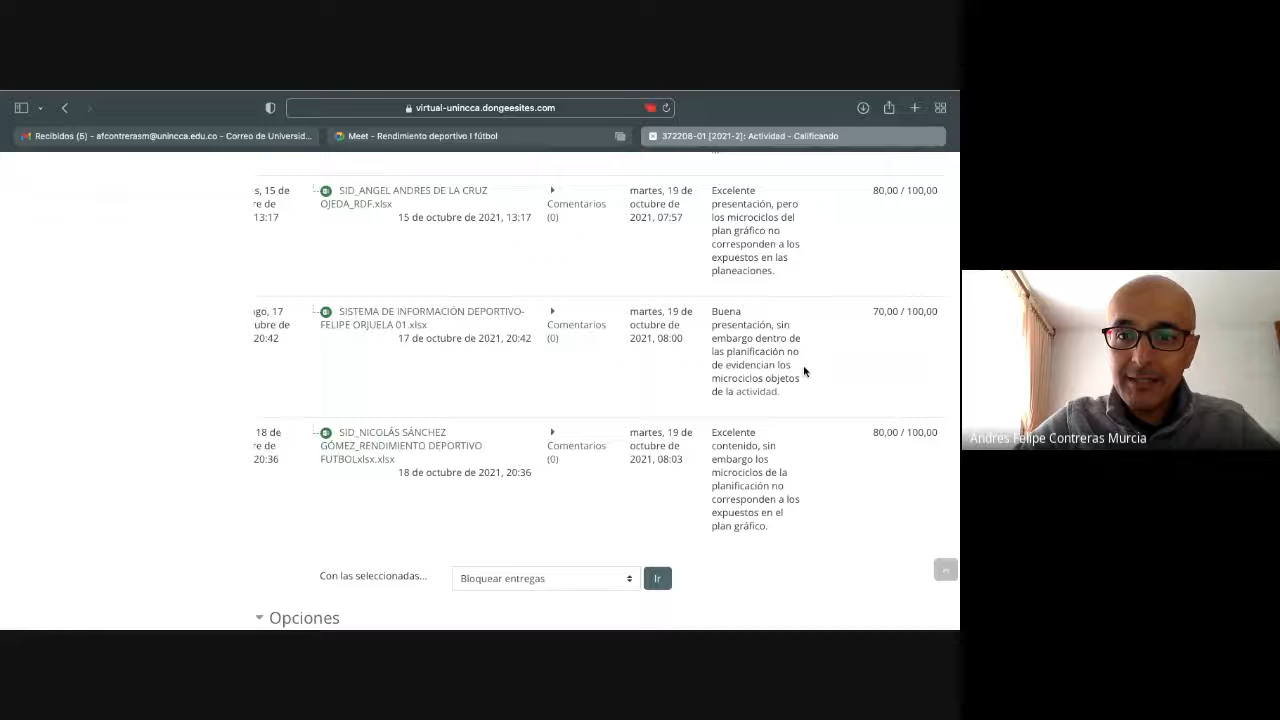 virtual-unincca.dongeesites.com
Recibidos (5) - afcontrerasm@unincca.edu.co - Correo de Universid...
Meet - Rendimiento deportivo I fútbol
372208-01 [2021-2]: Actividad - Calificando
s, 15 de
re de
13:17
SID_ANGEL ANDRES DE LA CRUZ
OJEDA_RDF.xlsx
15 de octubre de 2021, 13:17
Comentarios
(0)
martes, 19 de
octubre de
2021, 07:57
Excelente
presentación, pero
los microciclos del
plan gráfico no
corresponden a los
expuestos en las
planeaciones.
80,00 / 100,00
go, 17
ubre de
20:42
SISTEMA DE INFORMACIÓN DEPORTIVO-
FELIPE ORJUELA 01.xlsx
17 de octubre de 2021, 20:42
Comentarios
(0)
martes, 19 de
octubre de
2021, 08:00
Buena
presentación, sin
embargo dentro de
las planificación no
de evidencian los
microciclos objetos
de la actividad.
70,00 / 100,00
18 de
re de
20:36
SID_NICOLÁS SÁNCHEZ
GÓMEZ_RENDIMIENTO DEPORTIVO
FUTBOLxlsx.xlsx
18 de octubre de 2021, 20:36
Comentarios
(0)
martes, 19 de
octubre de
2021, 08:03
Excelente
contenido, sin
embargo los
microciclos de la
planificación no
corresponden a los
expuestos en el
plan gráfico.
80,00 / 100,00
Con las seleccionadas...
Bloquear entregas
Ir
Opciones
Andres Felipe Contreras Murcia